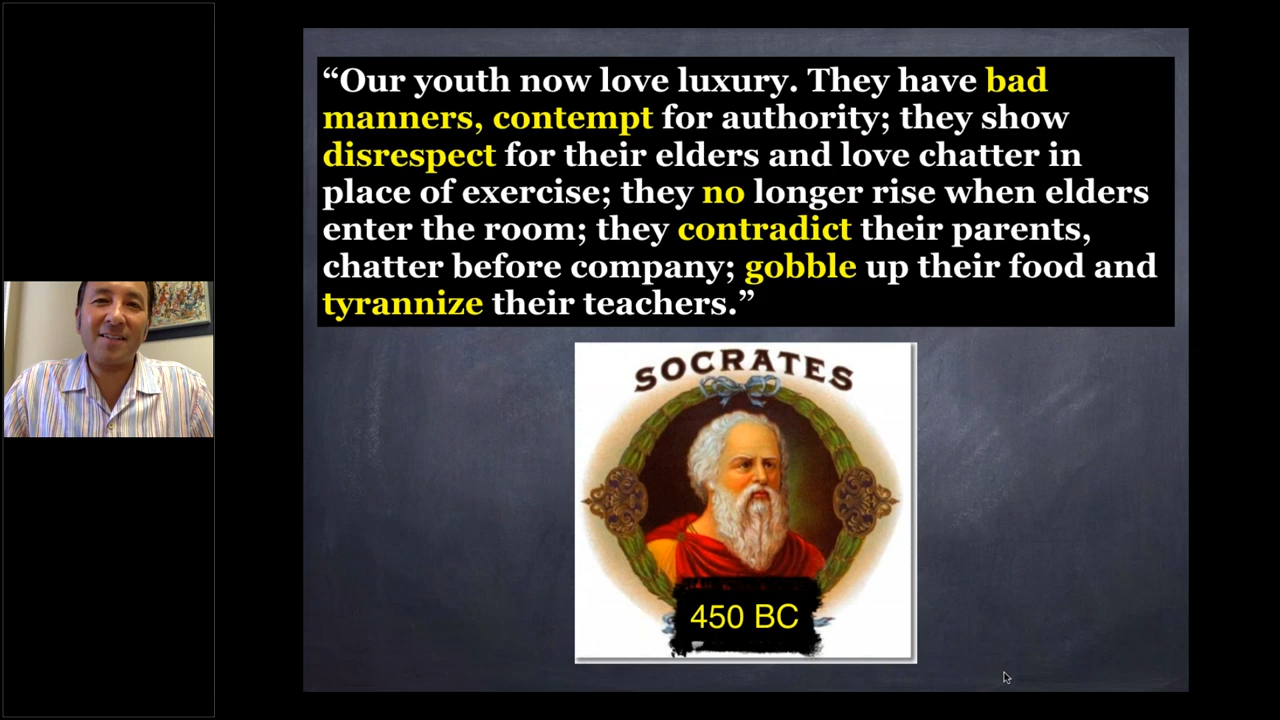 “Our youth now love luxury. They have bad
manners, contempt for authority; they show
disrespect for their elders and love chatter in
place of exercise; they no longer rise when elders
enter the room; they contradict their parents,
chatter before company; gobble up their food and
tyrannize their teachers.”
SOCRATES
450 BC